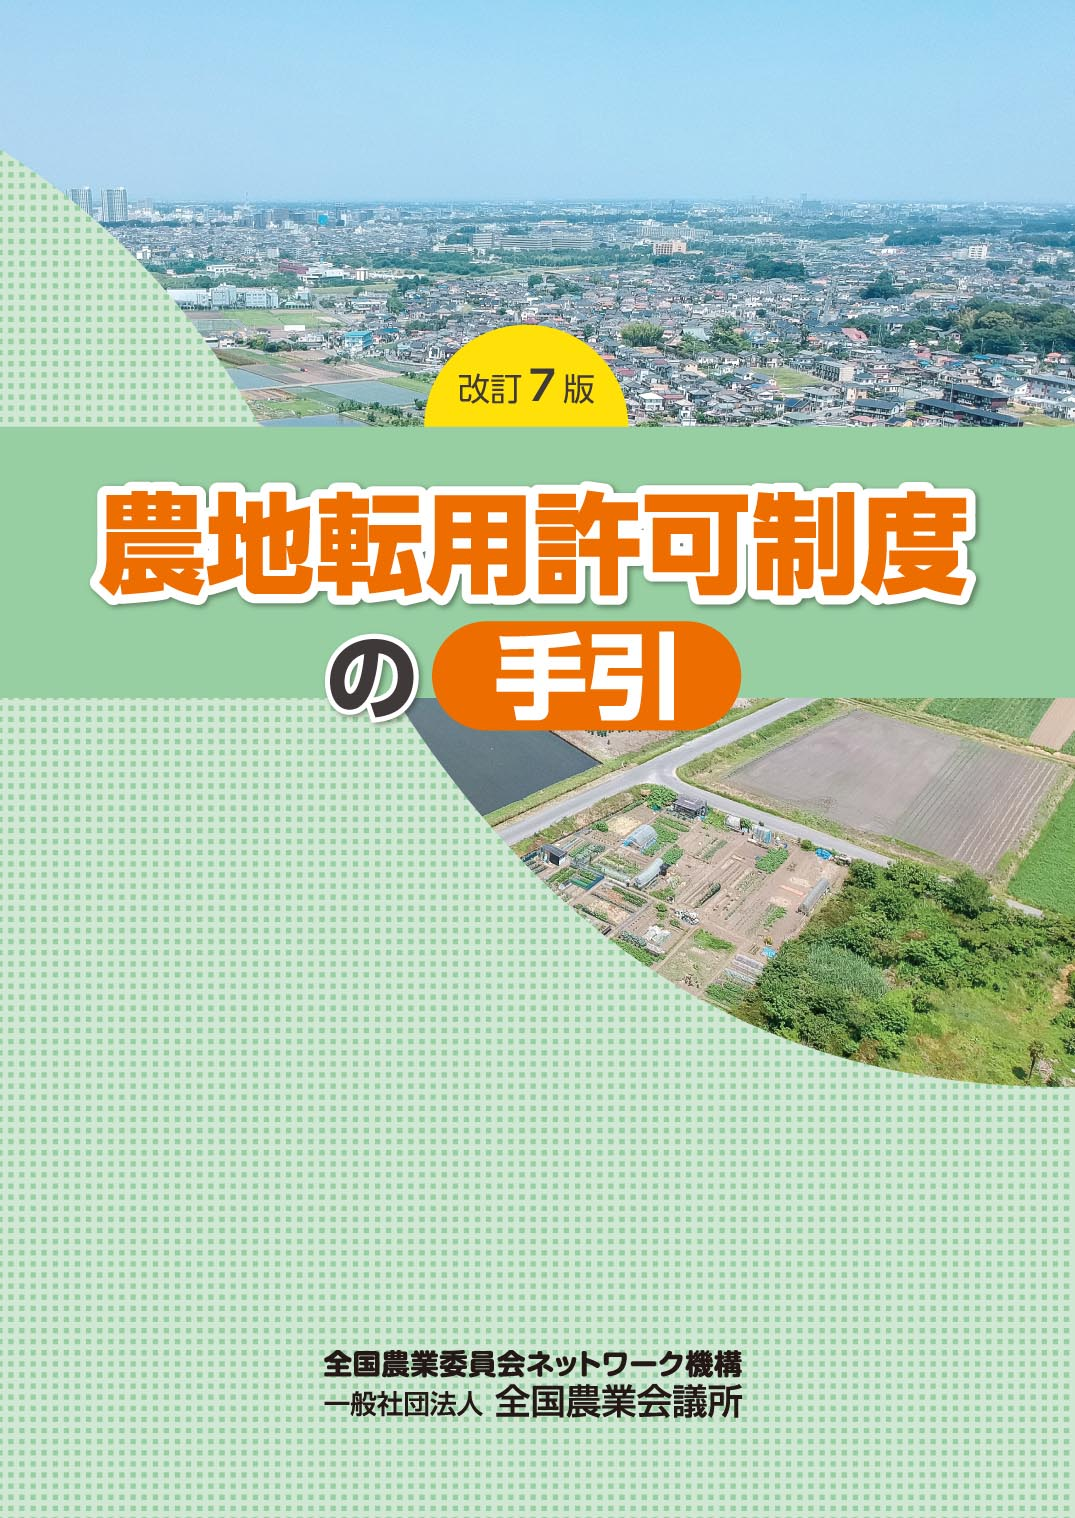 改訂7版
農地転用許可制度
の 手引
全国農業委員会ネットワーク機構
一般社団法人 全国農業会議所